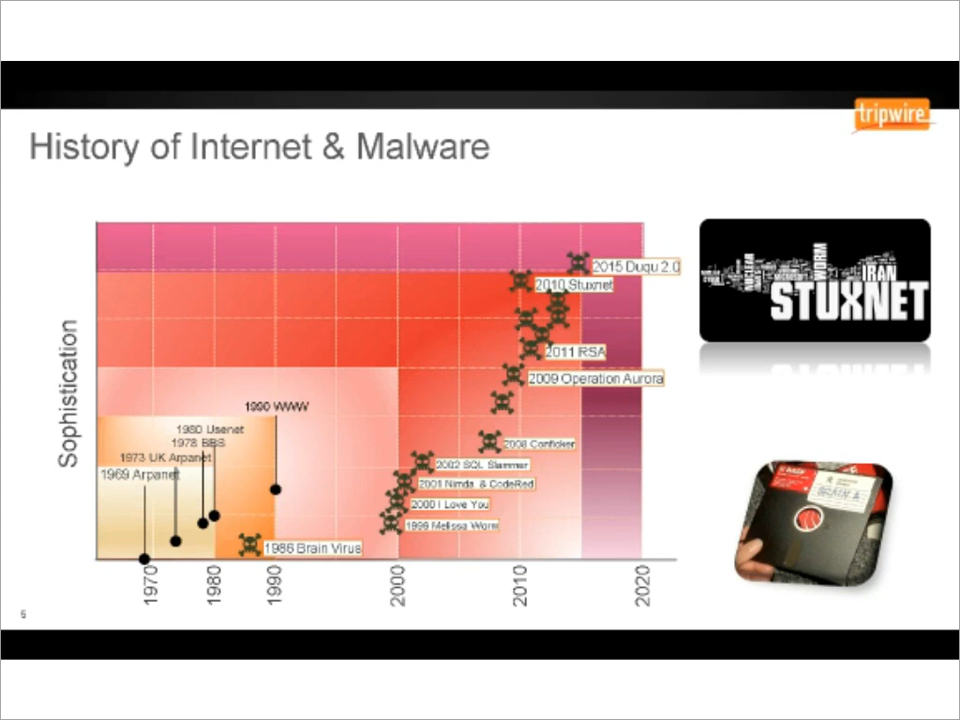 tripwire
History of Internet & Malware
Sophistication
2015 Duqu 2.0
2010 Stuxnet
2011 RSA
2009 Operation Aurora
1990 WWW
1980 Usenet
1978 BBS
1973 UK Arpanet
1969 Arpanet
2008 Conficker
2002 SQL Slammer
2001 Nimda & CodeRed
2000 I Love You
1999 Melissa Worm
1986 Brain Virus
1970
1980
1990
2000
2010
2020
NUCLEAR
WORM
IRAN
STUXNET